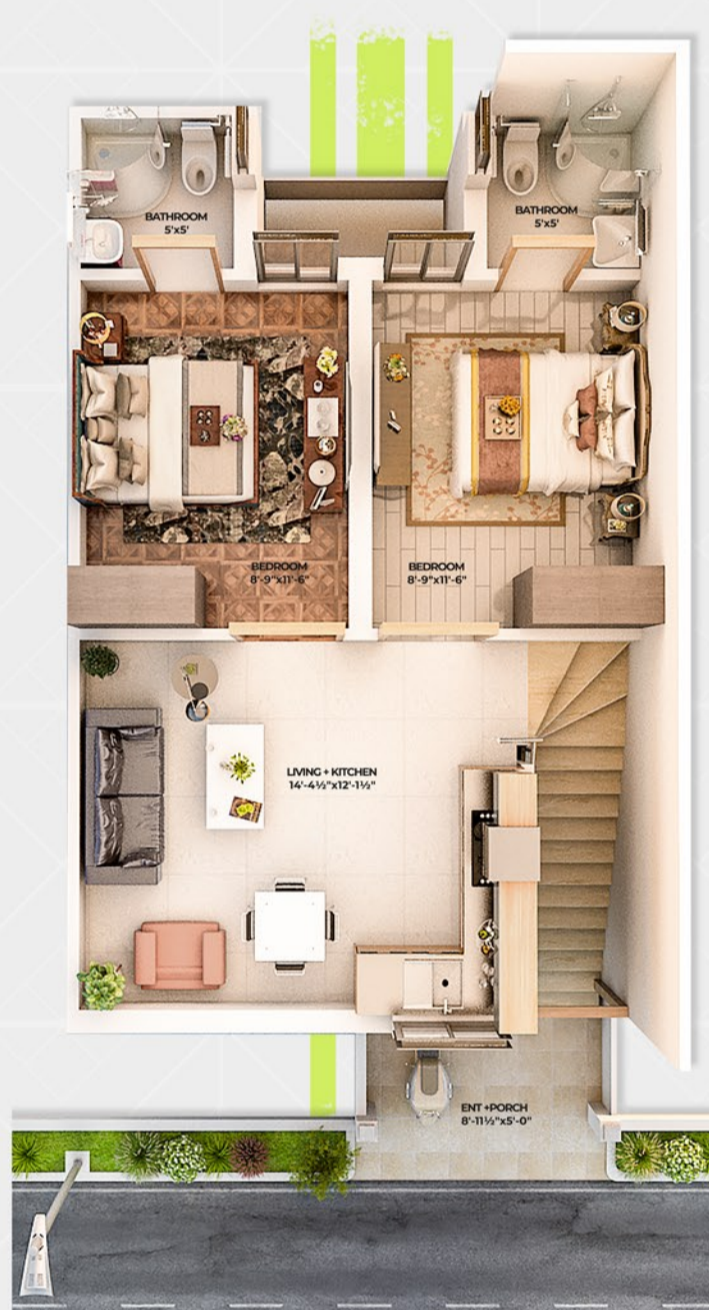 BATHROOM
5'x5'
BATHROOM
5'x5'
BEDROOM
8'-9"x11'-6"
BEDROOM
8'-9"x11'-6"
LIVING + KITCHEN
14'-4½"x12'-1½"
ENT +PORCH
8'-11½"x5'-0"